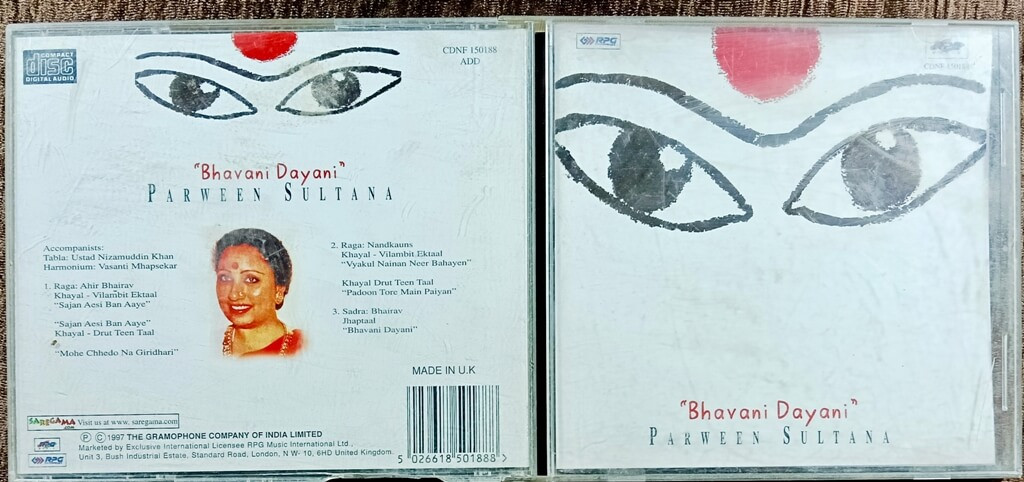 COMPACT
disc
DIGITAL AUDIO
CDNF 150188
ADD
"Bhavani Dayani"
PARWEEN SULTANA
Accompanists:
Tabla: Ustad Nizamuddin Khan
Harmonium: Vasanti Mhapsekar
1. Raga: Ahir Bhairav
Khayal - Vilambit Ektaal
"Sajan Aesi Ban Aaye"
"Sajan Aesi Ban Aaye"
Khayal - Drut Teen Taal
"Mohe Chhedo Na Giridhari"
2. Raga: Nandkauns
Khayal - Vilambit Ektaal
"Vyakul Nainan Neer Bahayen"
Khayal Drut Teen Taal
"Padoon Tore Main Paiyan"
3. Sadra: Bhairav
Jhaptaal
"Bhavani Dayani"
MADE IN U.K
SAREGAMA.com Visit us at www. saregama.com
RPG
Ⓟ Ⓒ 1997 THE GRAMOPHONE COMPANY OF INDIA LIMITED
Marketed by Exclusive International Licensee RPG Music International Ltd.,
Unit 3, Bush Industrial Estate, Standard Road, London, N W- 10, 6HD United Kingdom.
5 026618 501888 >
RPG
CDNF 150188
"Bhavani Dayani"
PARWEEN SULTANA